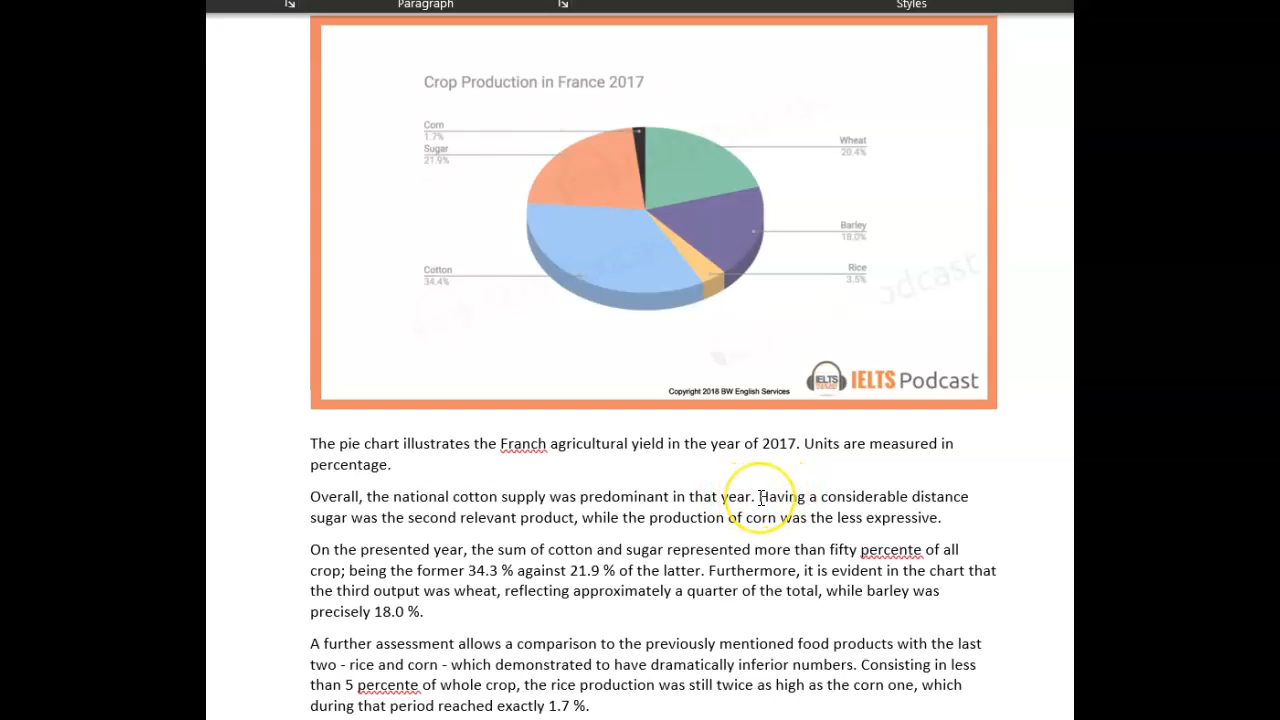 Paragraph
Styles
Crop Production in France 2017
Corn
1.7%
Sugar
21.9%
Wheat
20.4%
Barley
18.0%
Cotton
34.4%
Rice
3.5%
odcast
IELTS
IELTS Podcast
Copyright 2018 BW English Services
The pie chart illustrates the Franch agricultural yield in the year of 2017. Units are measured in
percentage.
Overall, the national cotton supply was predominant in that year. Having a considerable distance
sugar was the second relevant product, while the production of corn was the less expressive.
On the presented year, the sum of cotton and sugar represented more than fifty percente of all
crop; being the former 34.3 % against 21.9 % of the latter. Furthermore, it is evident in the chart that
the third output was wheat, reflecting approximately a quarter of the total, while barley was
precisely 18.0 %.
A further assessment allows a comparison to the previously mentioned food products with the last
two - rice and corn - which demonstrated to have dramatically inferior numbers. Consisting in less
than 5 percente of whole crop, the rice production was still twice as high as the corn one, which
during that period reached exactly 1.7 %.